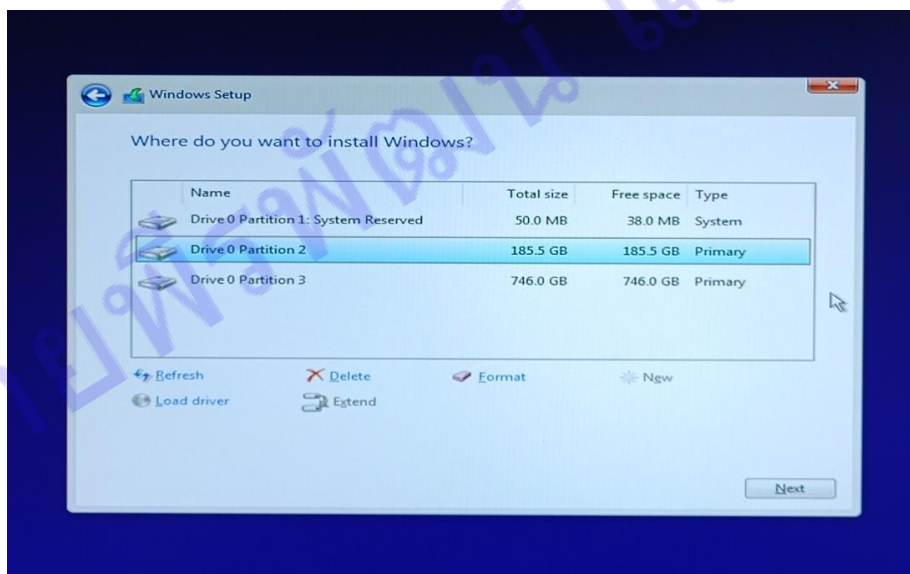 Windows Setup
Where do you want to install Windows?
Name Total size Free space Type
Drive 0 Partition 1: System Reserved 50.0 MB 38.0 MB System
Drive 0 Partition 2 185.5 GB 185.5 GB Primary
Drive 0 Partition 3 746.0 GB 746.0 GB Primary
Refresh Delete Format New
Load driver Extend
Next